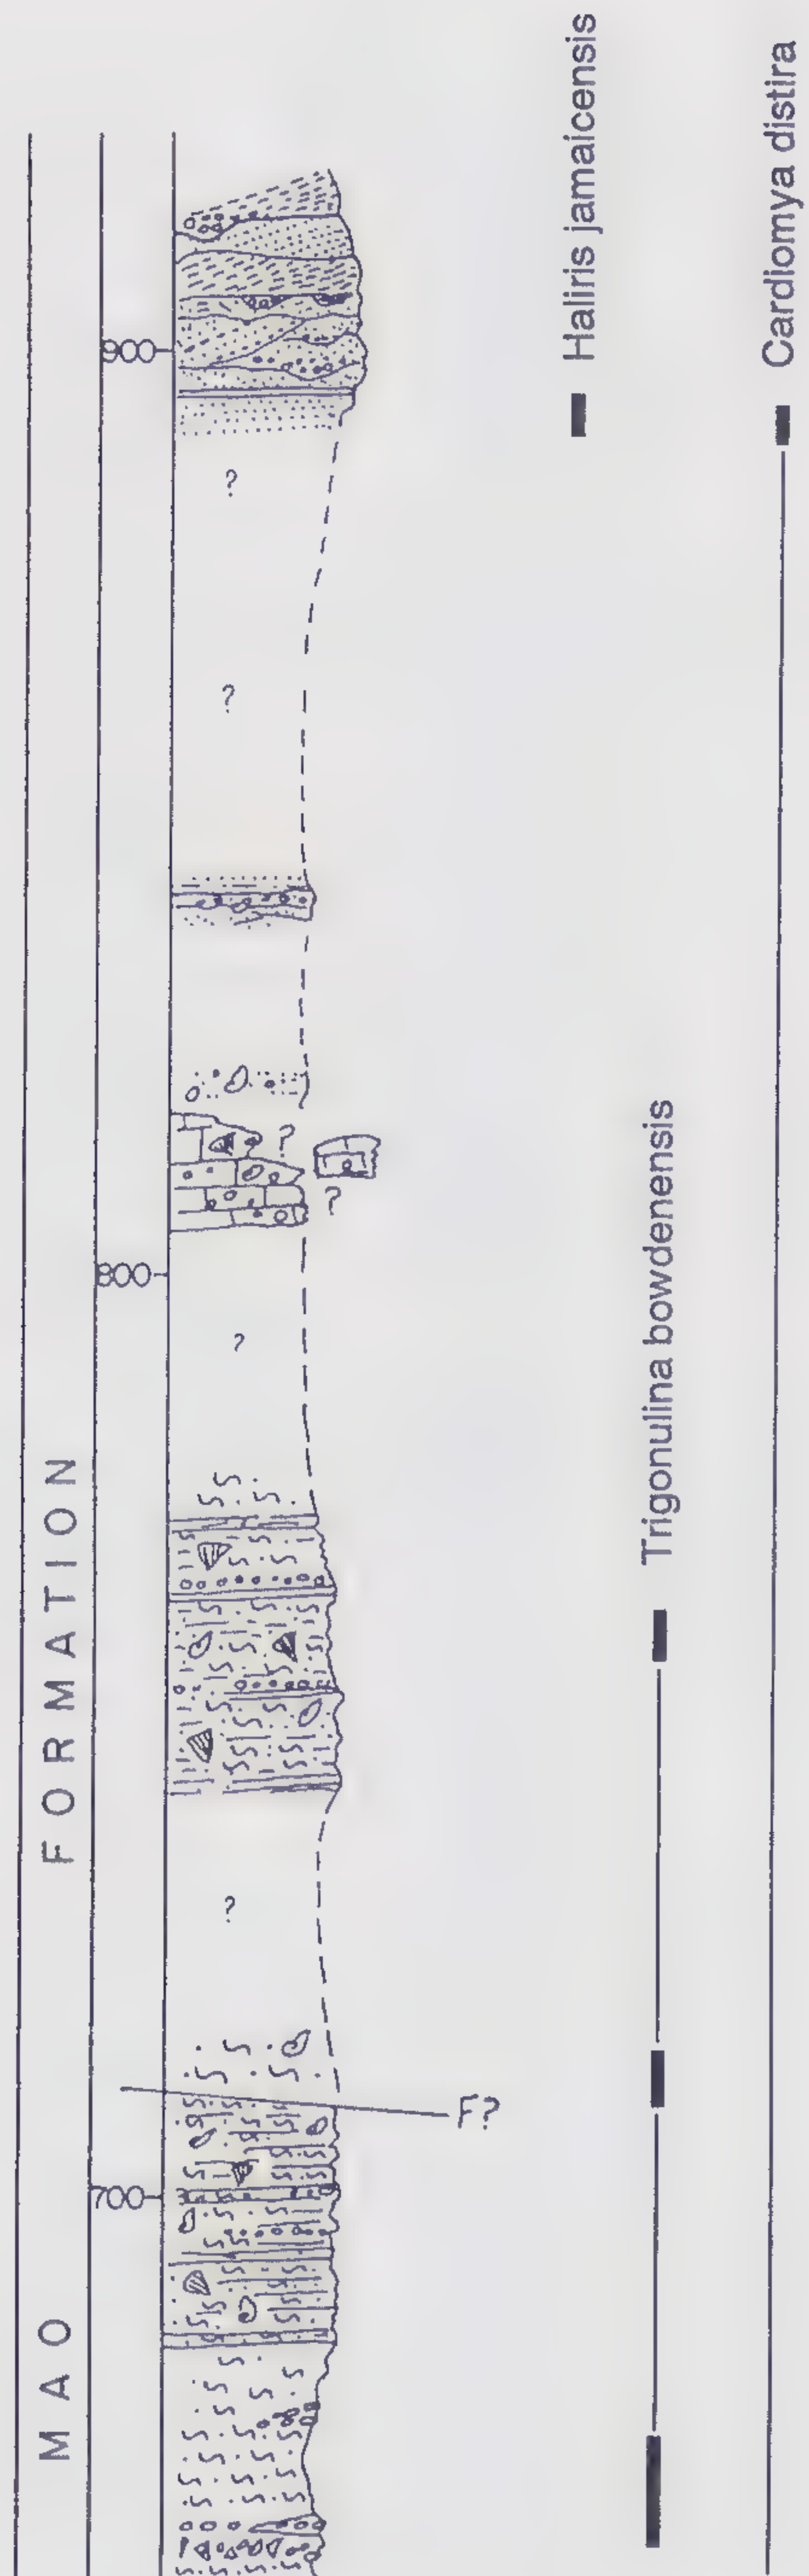 Haliris jamaicensis
Cardiomya distira
900
?
?
?
?
800
?
Trigonulina bowdenensis
MAO FORMATION
?
F?
700